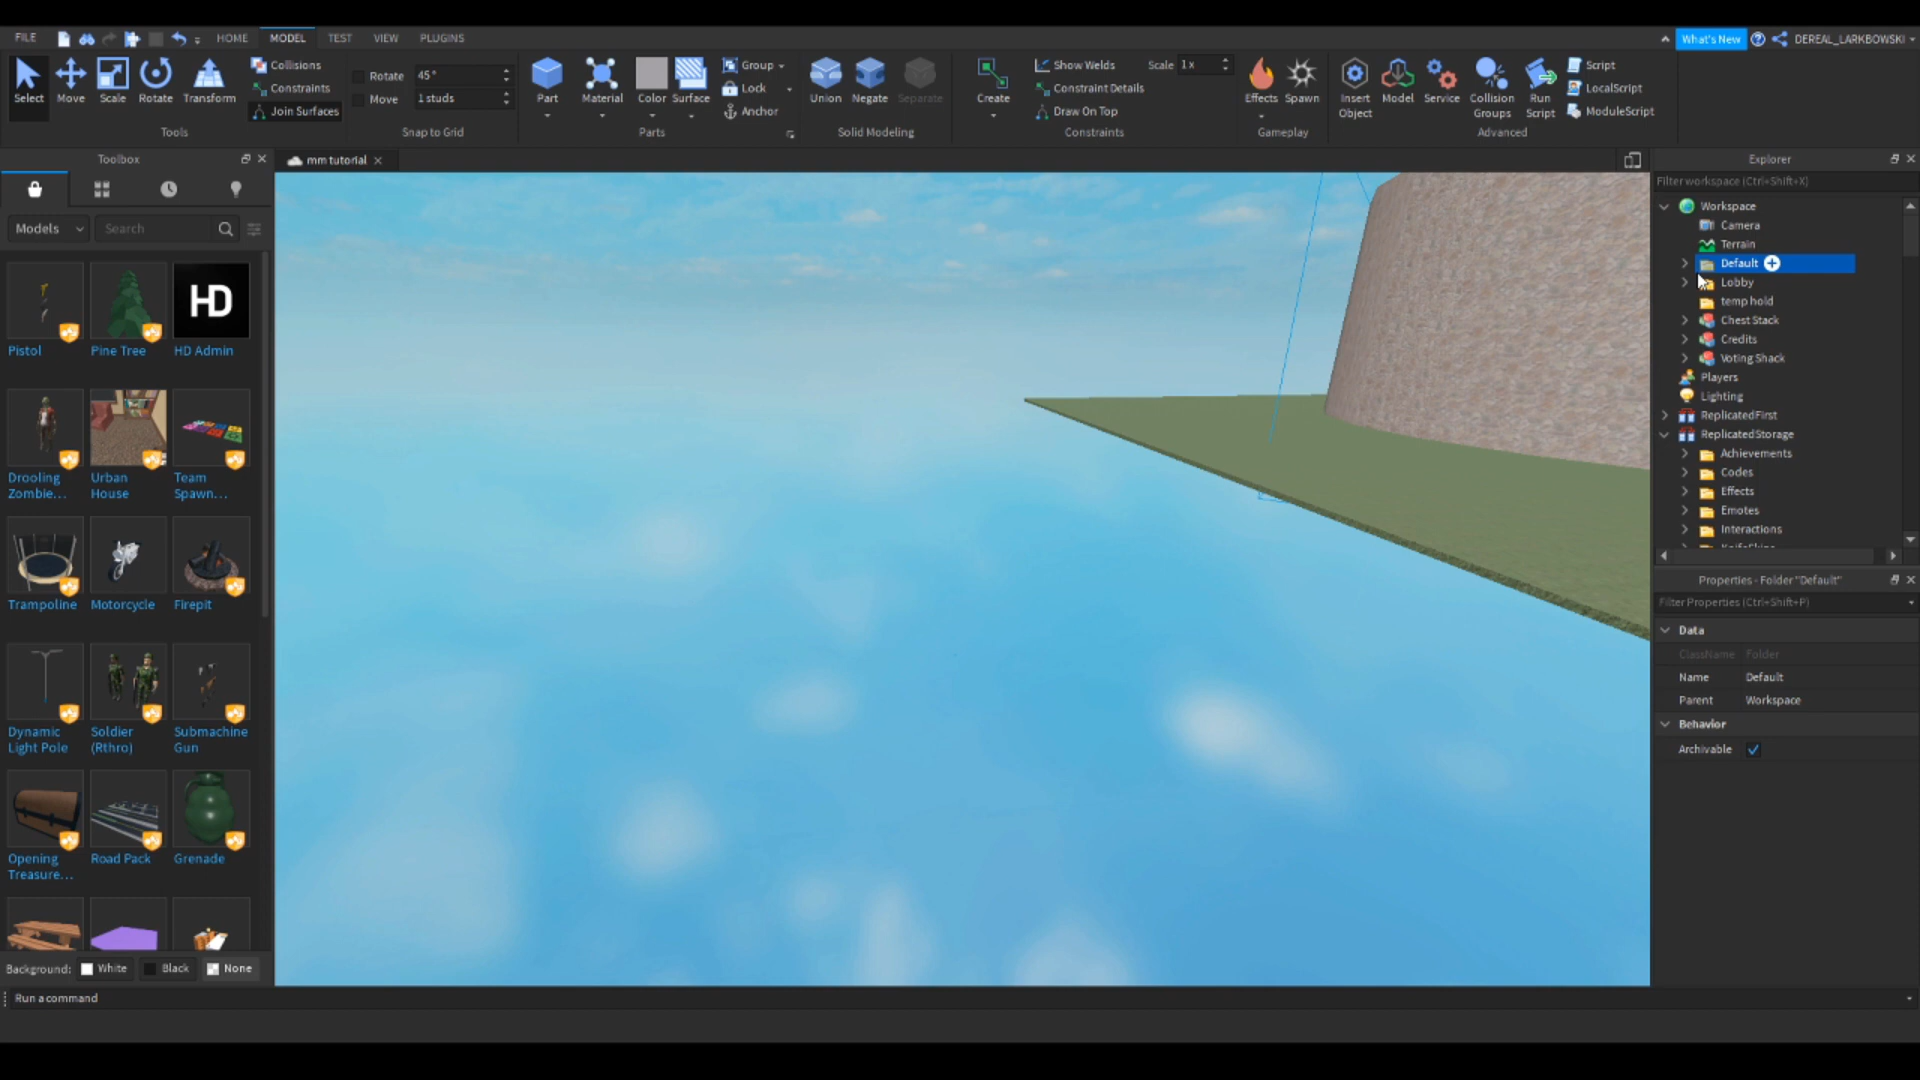 FILE HOME MODEL TEST VIEW PLUGINS What's New DEREAL_LARKBOWSKI
Select Move Scale Rotate Transform
Collisions
Constraints
Join Surfaces
Tools
Rotate 45°
Move 1 studs
Snap to Grid
Part Material Color Surface
Group
Lock
Anchor
Parts
Union Negate Separate
Solid Modeling
Create
Show Welds Scale 1x
Constraint Details
Draw On Top
Constraints
Effects Spawn
Gameplay
Insert Object
Model
Service
Collision Groups
Run Script
Script
LocalScript
ModuleScript
Advanced
Toolbox
Models Search
Pistol Pine Tree HD HD Admin
Drooling Zombie... Urban House Team Spawn...
Trampoline Motorcycle Firepit
Dynamic Light Pole Soldier (Rthro) Submachine Gun
Opening Treasure... Road Pack Grenade
Background: White Black None
Run a command
mm tutorial
Explorer
Filter workspace (Ctrl+Shift+X)
Workspace
Camera
Terrain
Default
Lobby
temp hold
Chest Stack
Credits
Voting Shack
Players
Lighting
ReplicatedFirst
ReplicatedStorage
Achievements
Codes
Effects
Emotes
Interactions
Properties - Folder "Default"
Filter Properties (Ctrl+Shift+P)
Data
ClassName Folder
Name Default
Parent Workspace
Behavior
Archivable